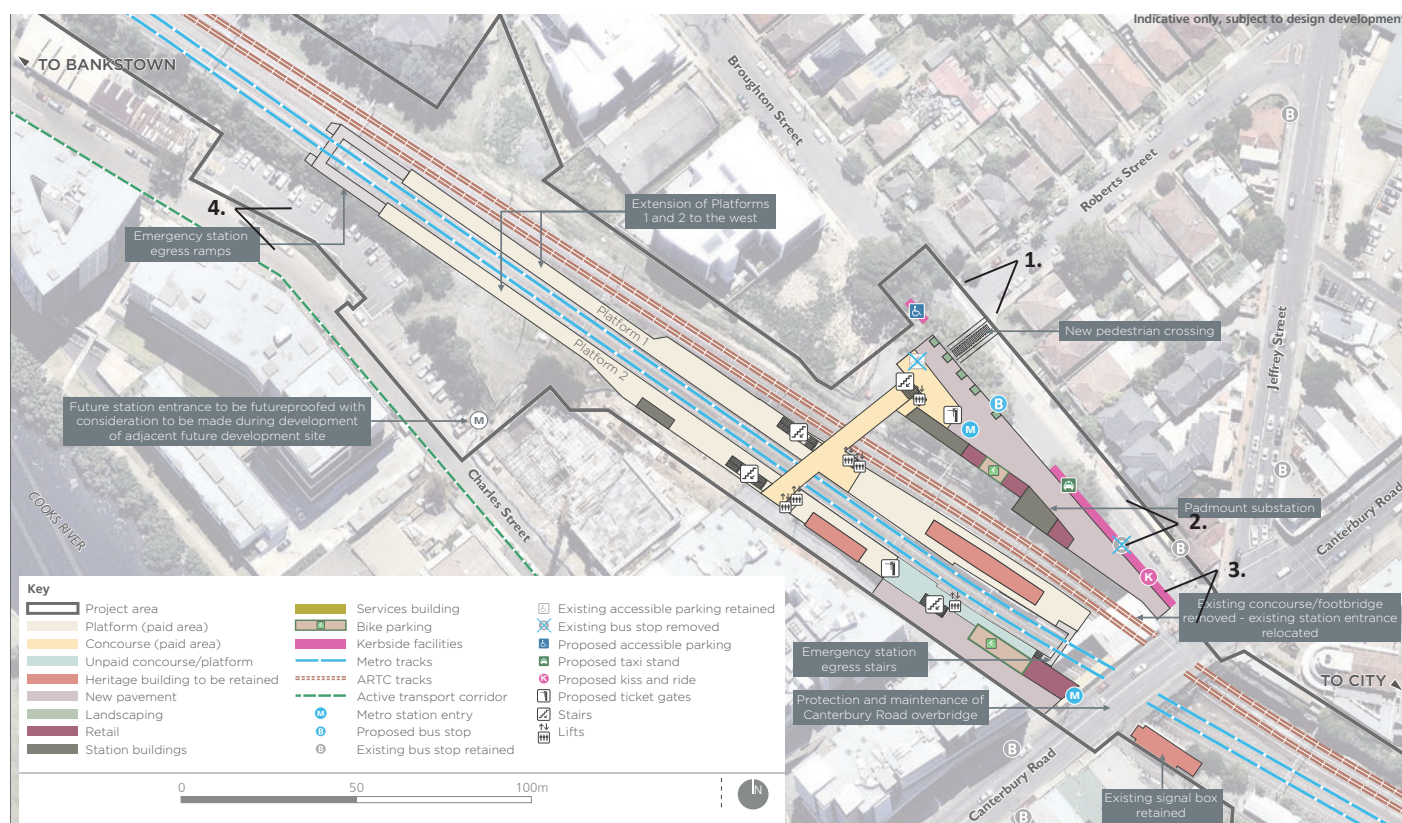 Indicative only, subject to design development
TO BANKSTOWN
Broughton Street
Roberts Street
B
4.
Emergency station
egress ramps
Extension of Platforms
1 and 2 to the west
1.
New pedestrian crossing
Jeffrey Street
Platform 1
Platform 2
Future station entrance to be futureproofed with
consideration to be made during development
of adjacent future development site
M
B
M
B
Charles Street
COOKS RIVER
Padmount substation
2.
Canterbury Road
B
B
3.
K
Existing concourse/footbridge
removed - existing station entrance
relocated
Emergency station
egress stairs
TO CITY
M
Protection and maintenance of
Canterbury Road overbridge
B
Canterbury Road
Existing signal box
retained
B
Key
Project area
Platform (paid area)
Concourse (paid area)
Unpaid concourse/platform
Heritage building to be retained
New pavement
Landscaping
Retail
Station buildings
Services building
Bike parking
Kerbside facilities
Metro tracks
ARTC tracks
Active transport corridor
M Metro station entry
B Proposed bus stop
B Existing bus stop retained
Existing accessible parking retained
B Existing bus stop removed
Proposed accessible parking
Proposed taxi stand
K Proposed kiss and ride
Proposed ticket gates
Stairs
Lifts
0 50 100m
N